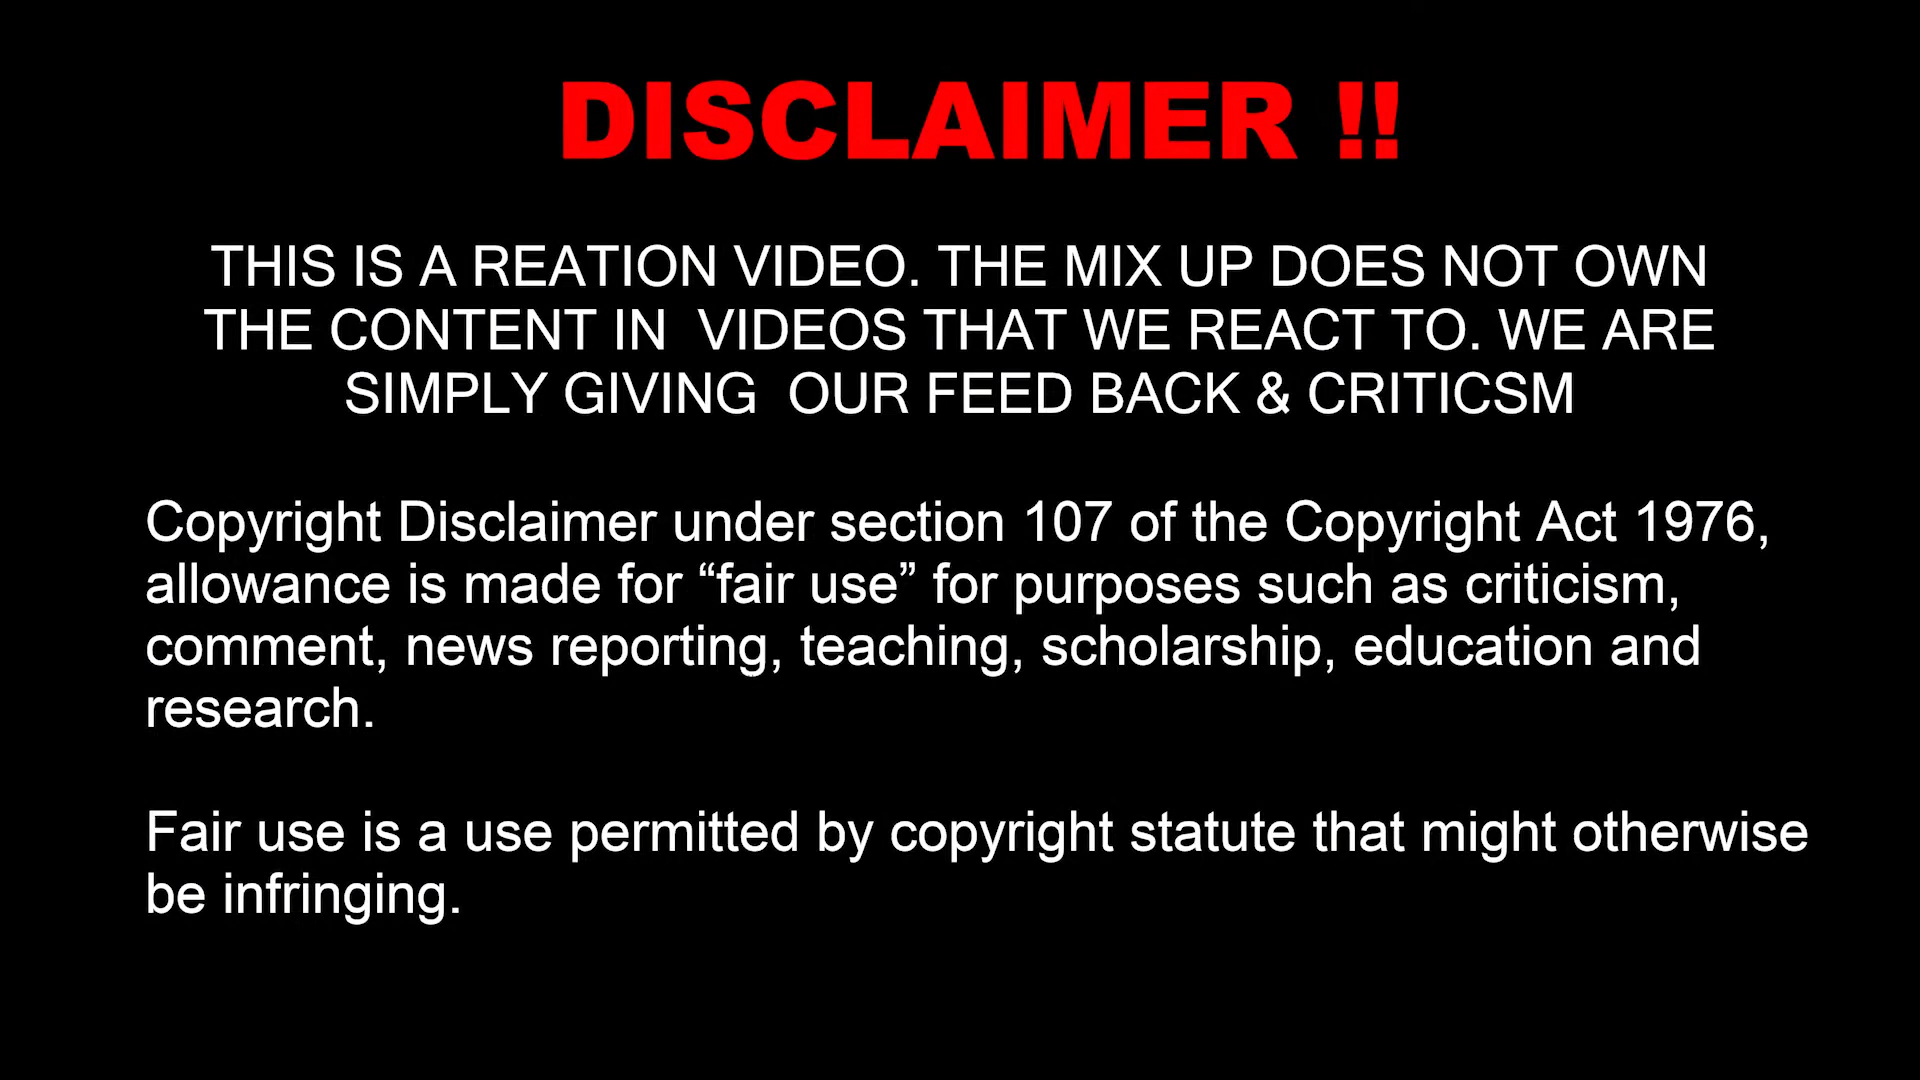 DISCLAIMER !!
THIS IS A REATION VIDEO. THE MIX UP DOES NOT OWN
THE CONTENT IN  VIDEOS THAT WE REACT TO. WE ARE
SIMPLY GIVING  OUR FEED BACK & CRITICSM
Copyright Disclaimer under section 107 of the Copyright Act 1976,
allowance is made for “fair use” for purposes such as criticism,
comment, news reporting, teaching, scholarship, education and
research.
Fair use is a use permitted by copyright statute that might otherwise
be infringing.